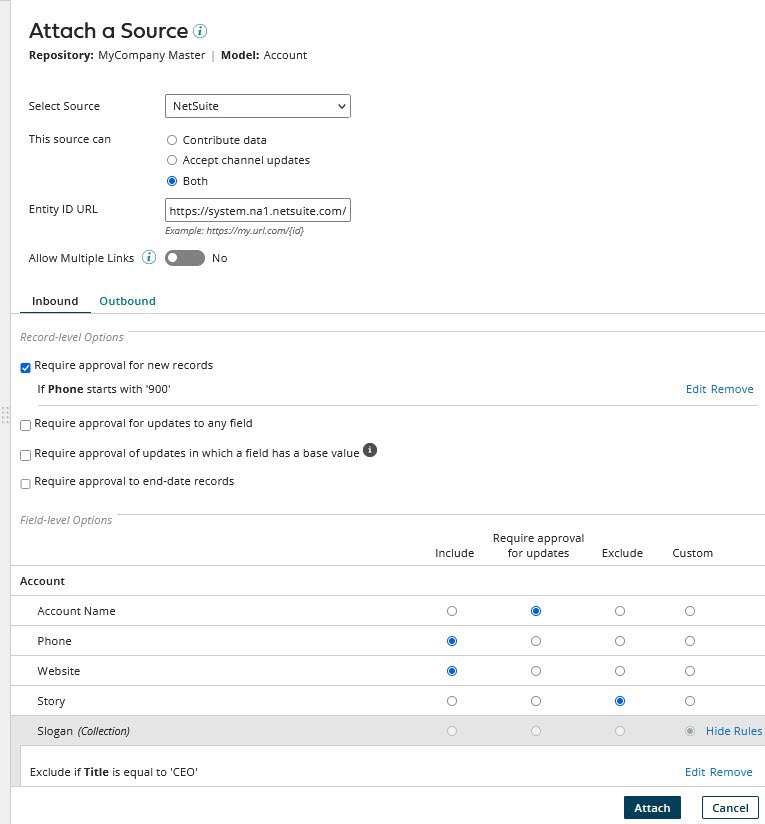 Attach a Source
Repository: MyCompany Master | Model: Account
Select Source NetSuite
This source can Contribute data
Accept channel updates
Both
Entity ID URL https://system.na1.netsuite.com/
Example: https://my.url.com/{id}
Allow Multiple Links No
Inbound Outbound
Record-level Options
Require approval for new records
If Phone starts with '900' Edit Remove
Require approval for updates to any field
Require approval of updates in which a field has a base value
Require approval to end-date records
Field-level Options
Include Require approval for updates Exclude Custom
Account
Account Name
Phone
Website
Story
Slogan (Collection) Hide Rules
Exclude if Title is equal to 'CEO' Edit Remove
Attach Cancel